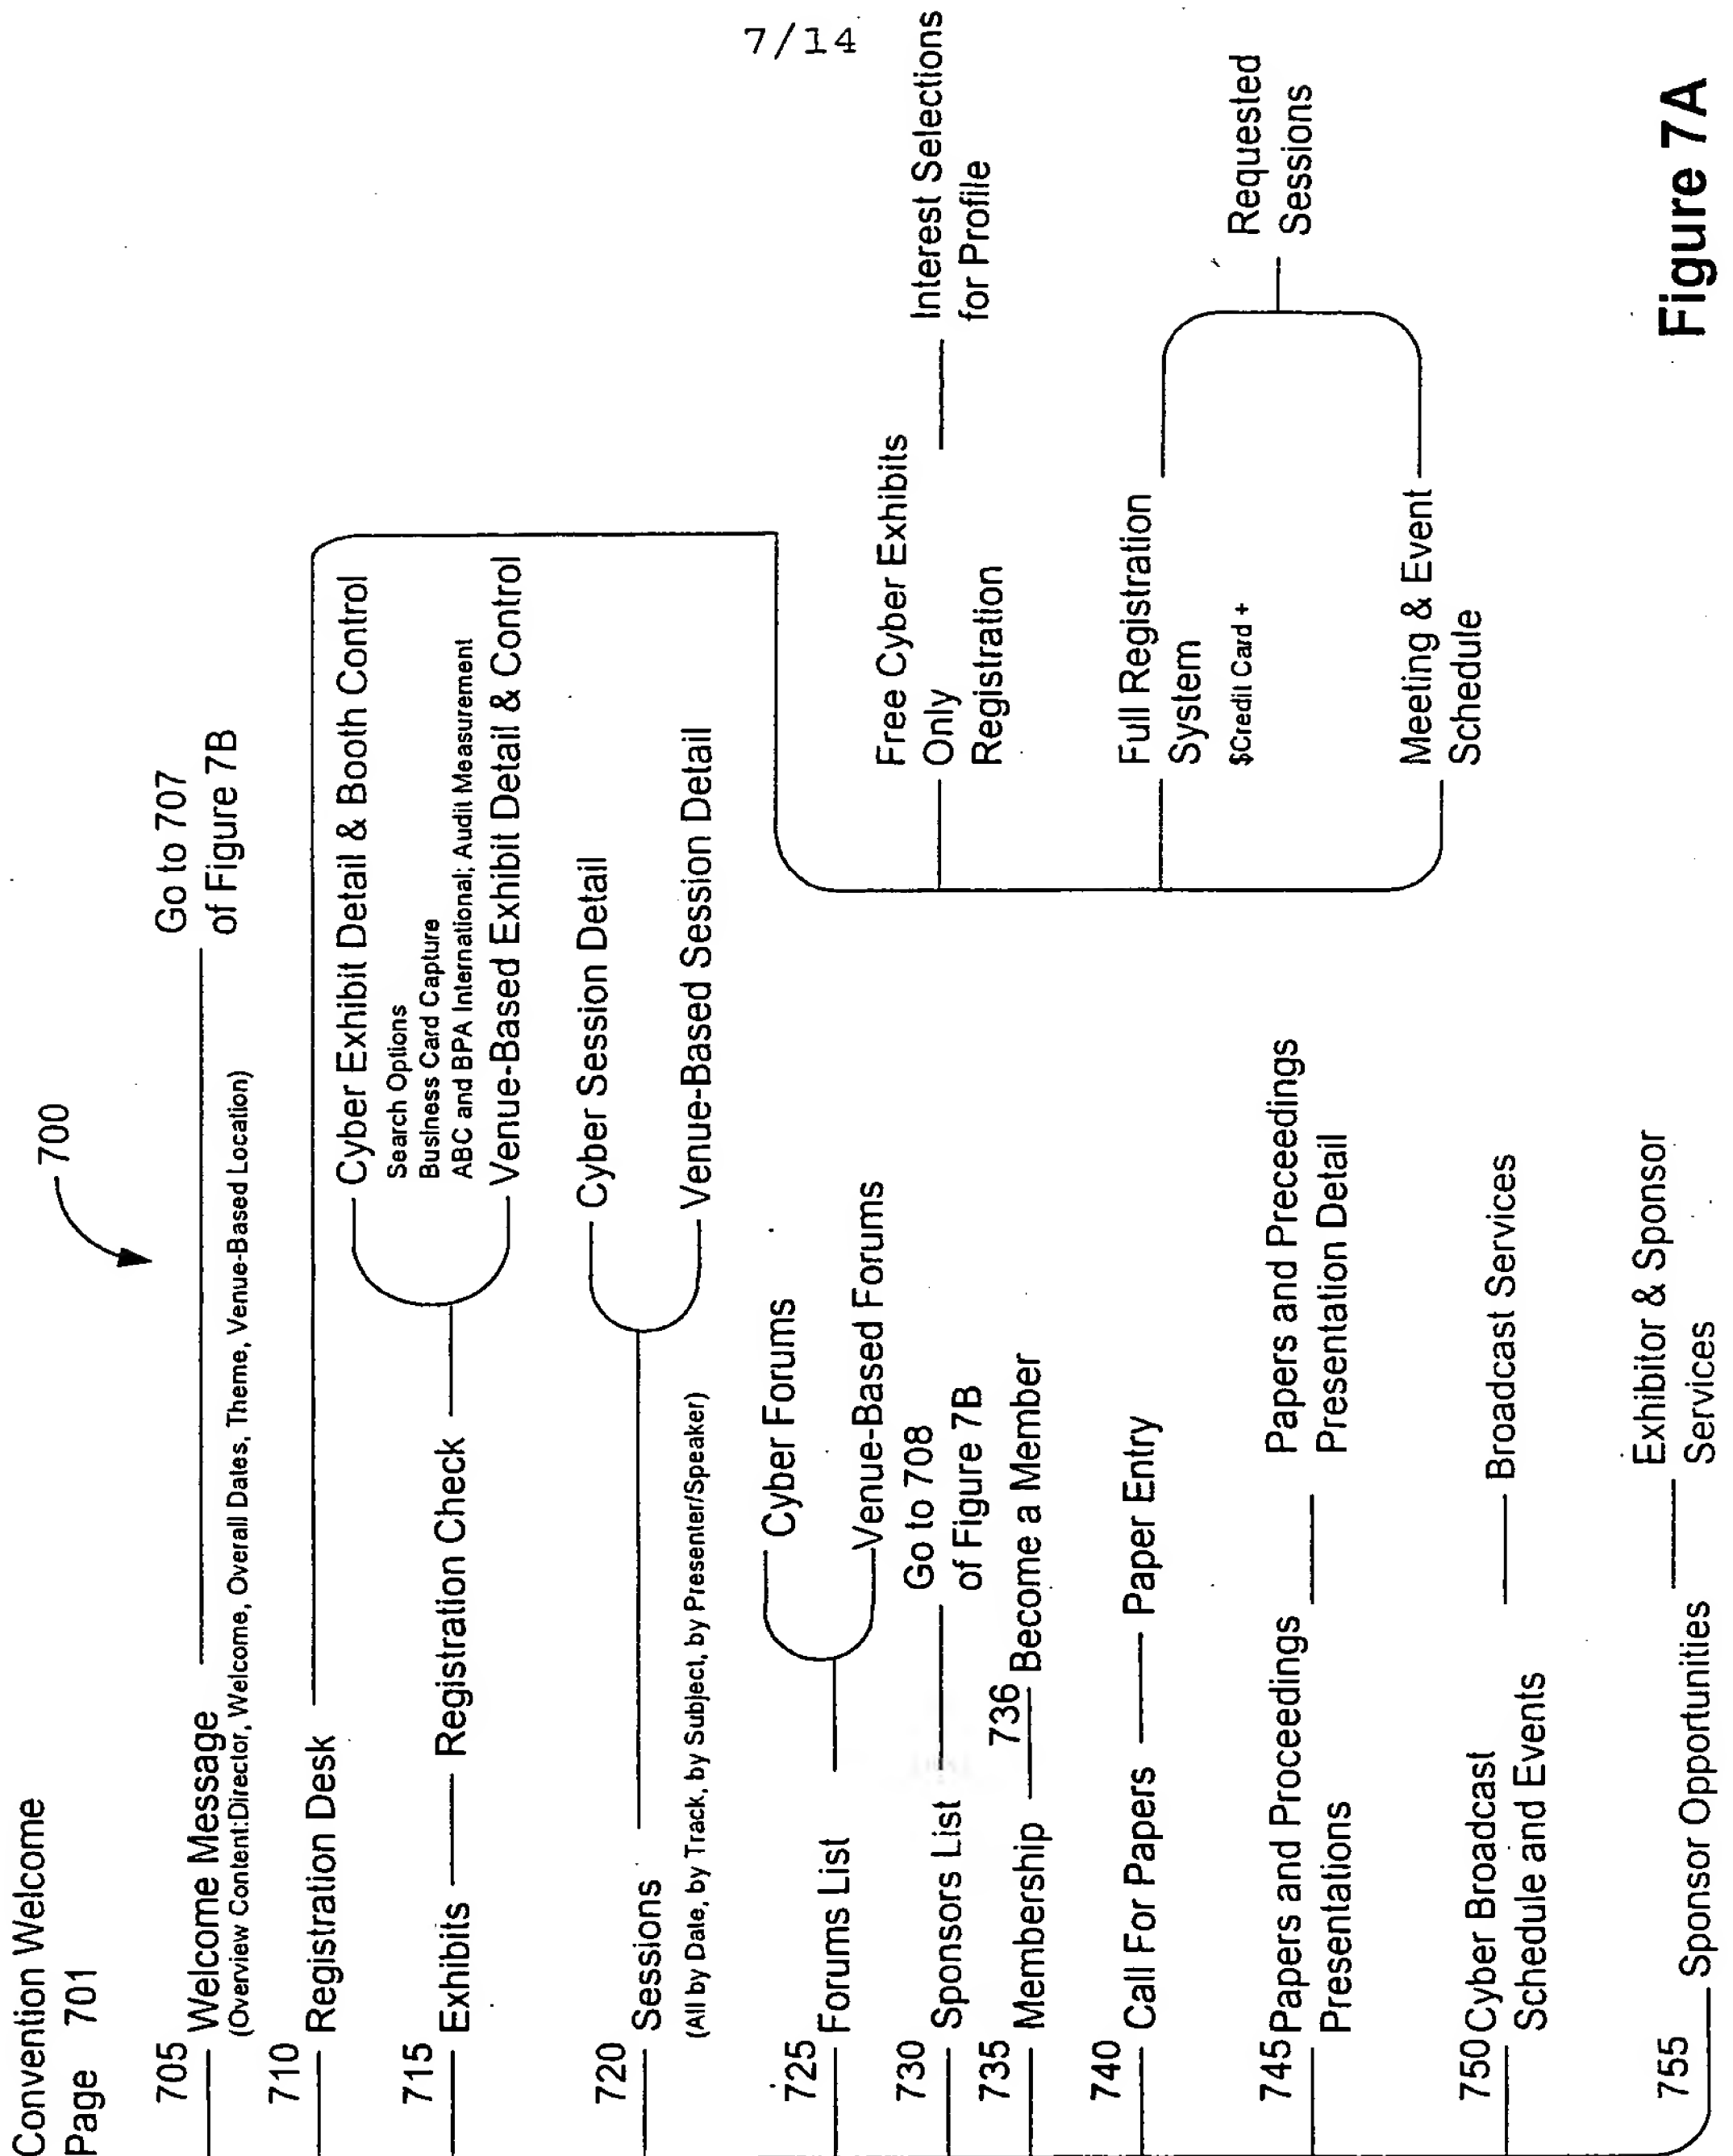 7/14
Convention Welcome
Page 701
700
705 Welcome Message
(Overview Content:Director, Welcome, Overall Dates, Theme, Venue-Based Location)
Go to 707
of Figure 7B
710 Registration Desk
715 Exhibits
Registration Check
Cyber Exhibit Detail & Booth Control
Search Options
Business Card Capture
ABC and BPA International; Audit Measurement
Venue-Based Exhibit Detail & Control
720 Sessions
(All by Date, by Track, by Subject, by Presenter/Speaker)
Cyber Session Detail
Venue-Based Session Detail
725 Forums List
Cyber Forums
Venue-Based Forums
730 Sponsors List
Go to 708
of Figure 7B
735 Membership
736 Become a Member
740 Call For Papers
Paper Entry
745 Papers and Proceedings
Presentations
Papers and Preceedings
Presentation Detail
750 Cyber Broadcast
Schedule and Events
Broadcast Services
755 Sponsor Opportunities
Exhibitor & Sponsor
Services
Free Cyber Exhibits
Only
Registration
Interest Selections
for Profile
Full Registration
System
$Credit Card +
Meeting & Event
Schedule
Requested
Sessions
Figure 7A